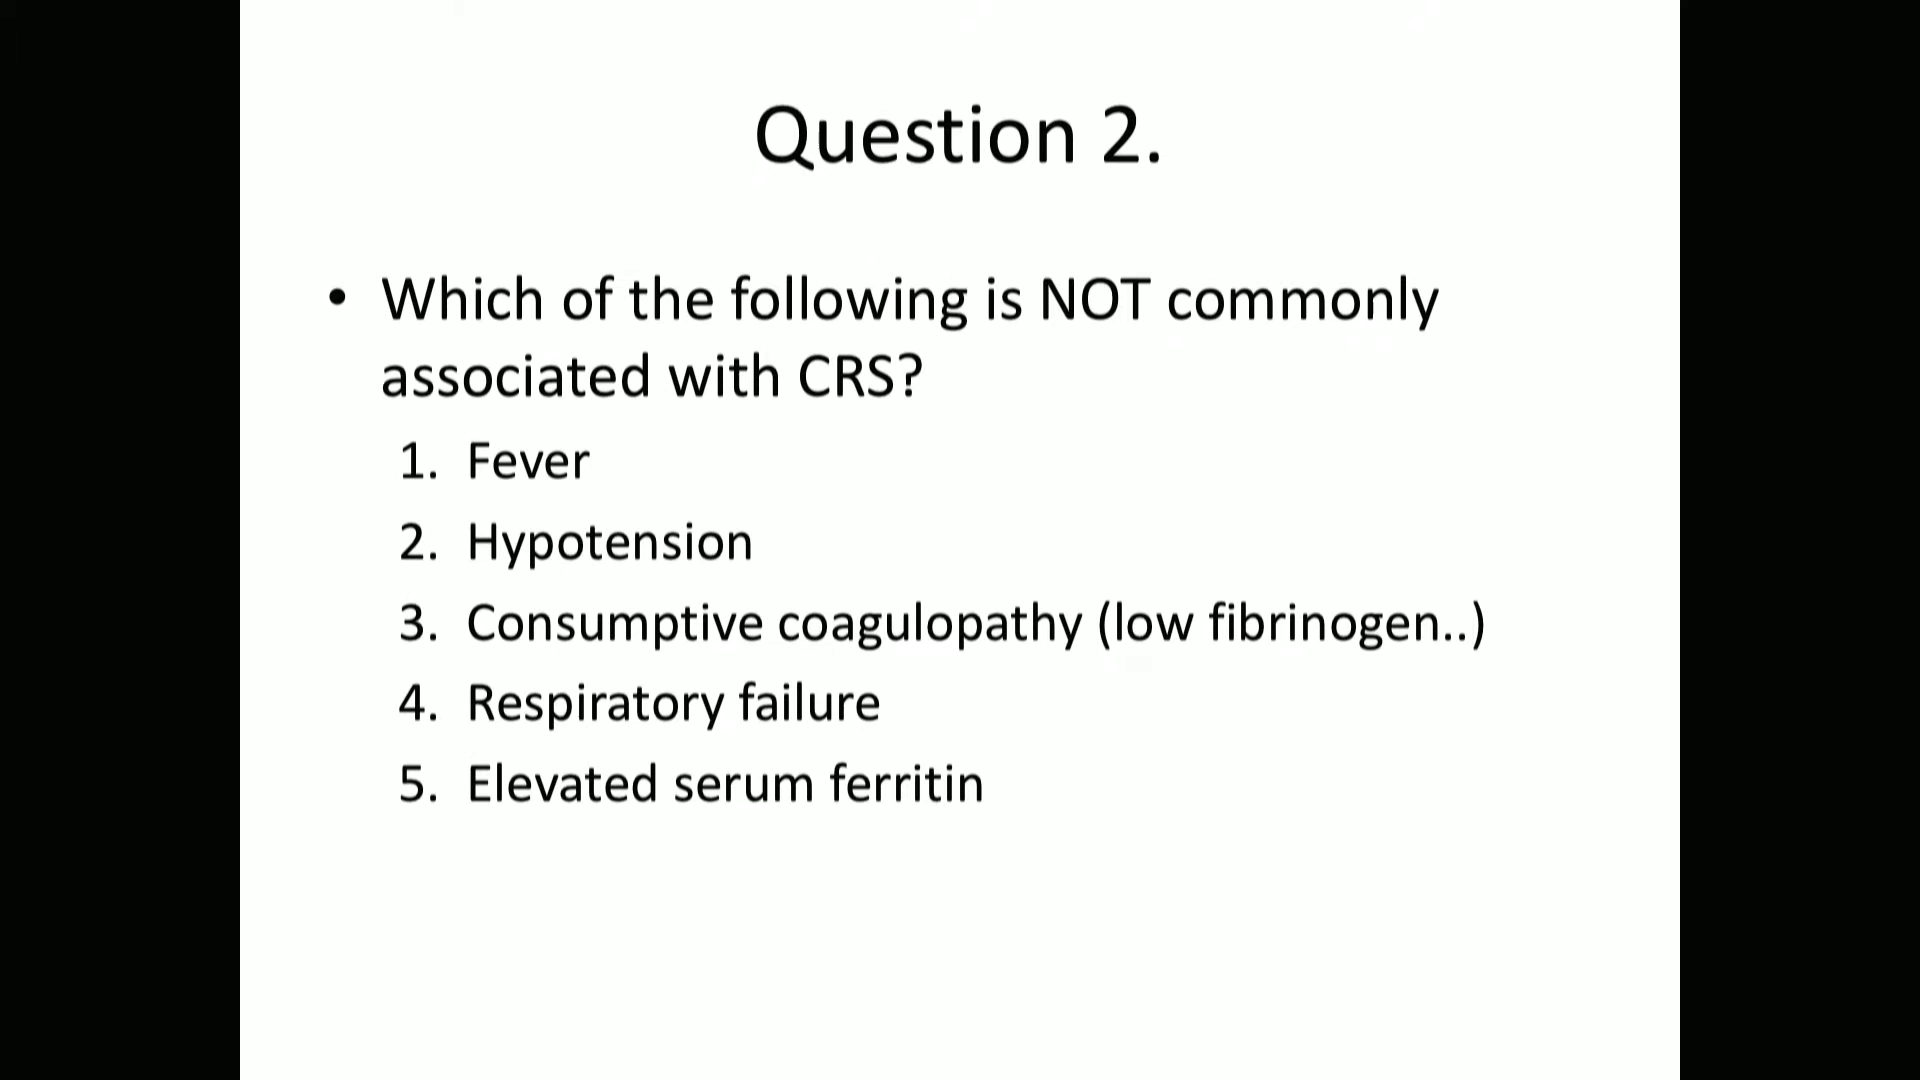 Question 2.
• Which of the following is NOT commonly
associated with CRS?
1. Fever
2. Hypotension
3. Consumptive coagulopathy (low fibrinogen..)
4. Respiratory failure
5. Elevated serum ferritin